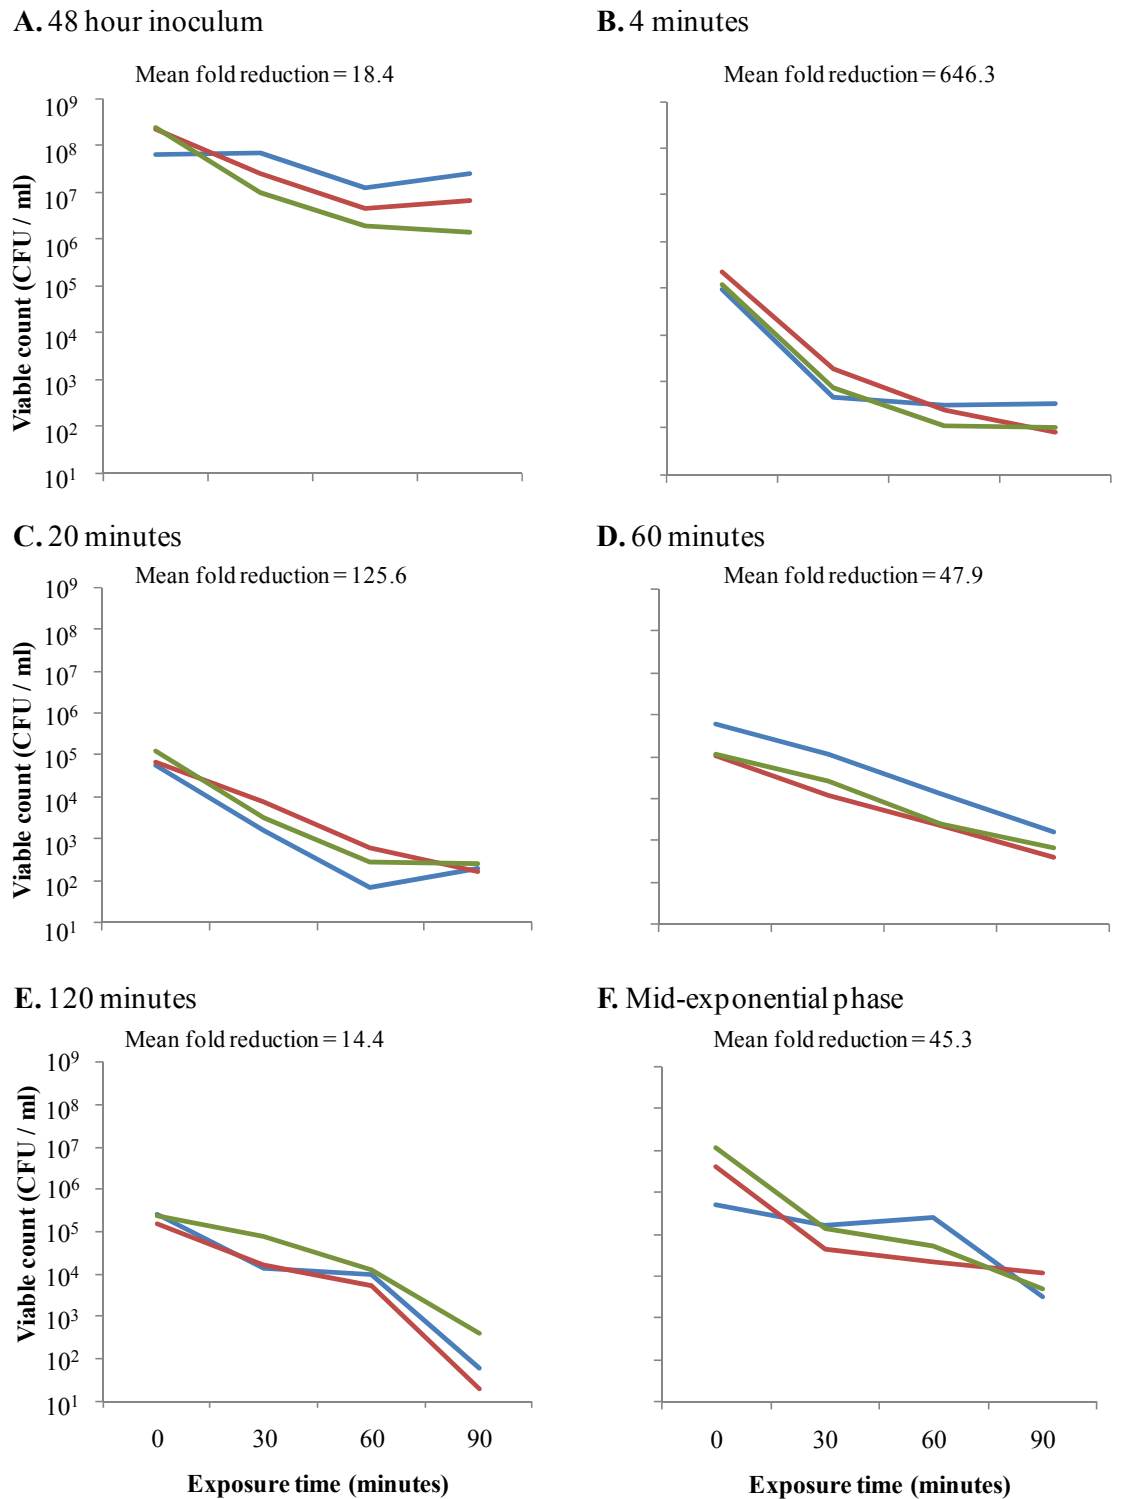 A. 48 hour inoculum
Mean fold reduction = 18.4
Viable count (CFU / ml)
10⁹
10⁸
10⁷
10⁶
10⁵
10⁴
10³
10²
10¹
B. 4 minutes
Mean fold reduction = 646.3
C. 20 minutes
Mean fold reduction = 125.6
Viable count (CFU / ml)
10⁹
10⁸
10⁷
10⁶
10⁵
10⁴
10³
10²
10¹
D. 60 minutes
Mean fold reduction = 47.9
E. 120 minutes
Mean fold reduction = 14.4
Viable count (CFU / ml)
10⁹
10⁸
10⁷
10⁶
10⁵
10⁴
10³
10²
10¹
0 30 60 90
Exposure time (minutes)
F. Mid-exponential phase
Mean fold reduction = 45.3
0 30 60 90
Exposure time (minutes)